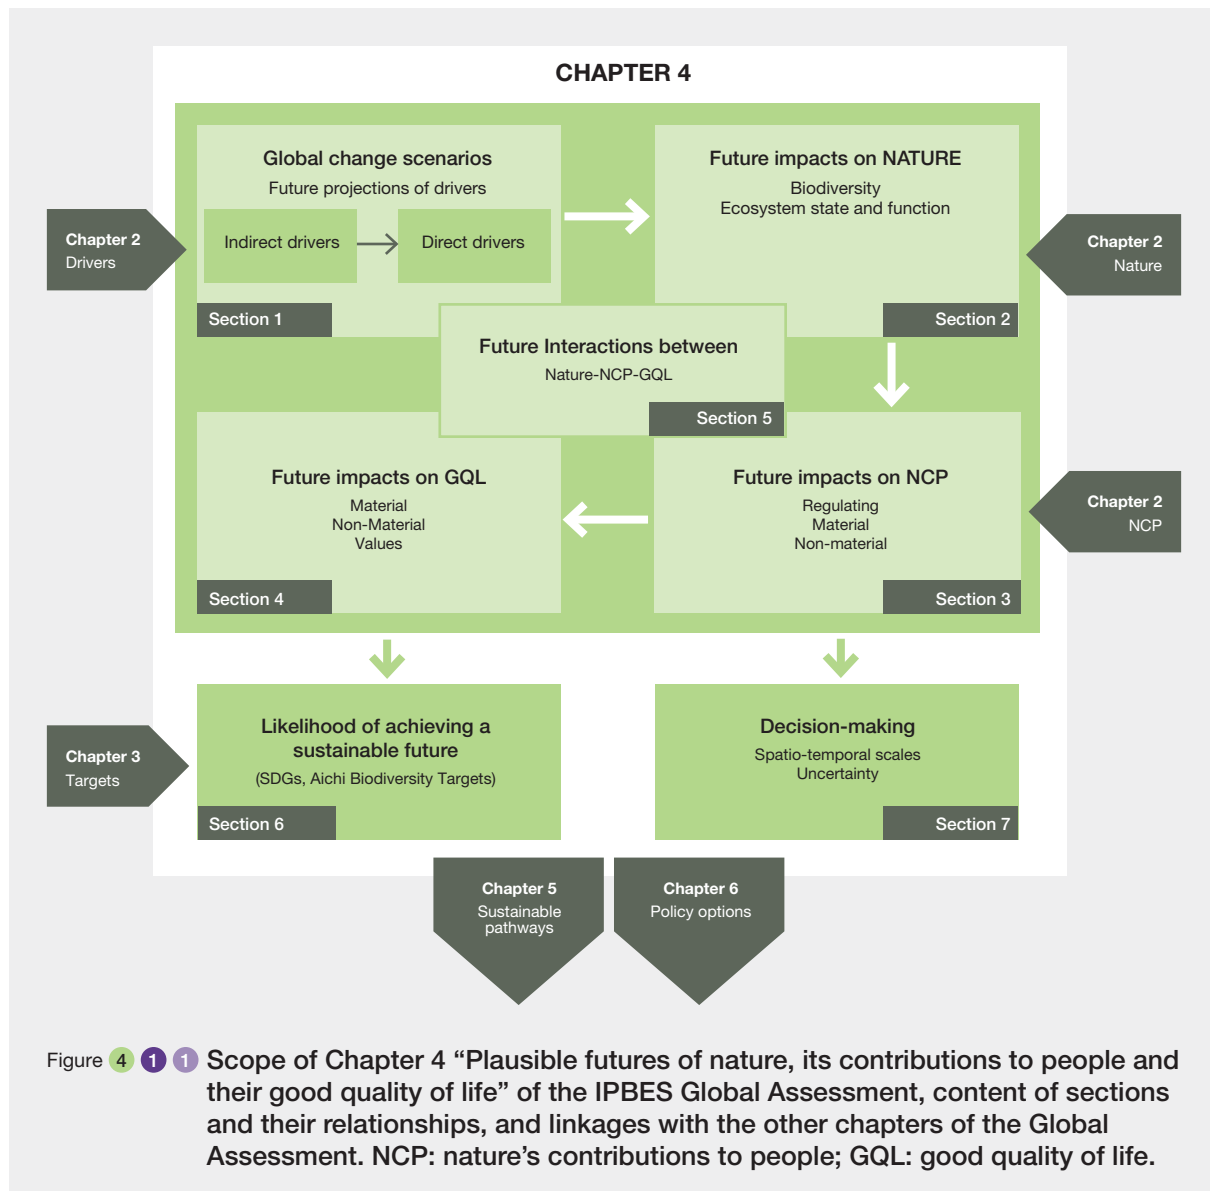 CHAPTER 4
Global change scenarios
Future projections of drivers
Indirect drivers
Direct drivers
Section 1
Future impacts on NATURE
Biodiversity
Ecosystem state and function
Section 2
Chapter 2
Drivers
Chapter 2
Nature
Future Interactions between
Nature-NCP-GQL
Section 5
Future impacts on GQL
Material
Non-Material
Values
Section 4
Future impacts on NCP
Regulating
Material
Non-material
Section 3
Chapter 2
NCP
Likelihood of achieving a
sustainable future
(SDGs, Aichi Biodiversity Targets)
Section 6
Decision-making
Spatio-temporal scales
Uncertainty
Section 7
Chapter 3
Targets
Chapter 5
Sustainable
pathways
Chapter 6
Policy options
Figure 4 1 1 Scope of Chapter 4 “Plausible futures of nature, its contributions to people and
their good quality of life” of the IPBES Global Assessment, content of sections
and their relationships, and linkages with the other chapters of the Global
Assessment. NCP: nature’s contributions to people; GQL: good quality of life.